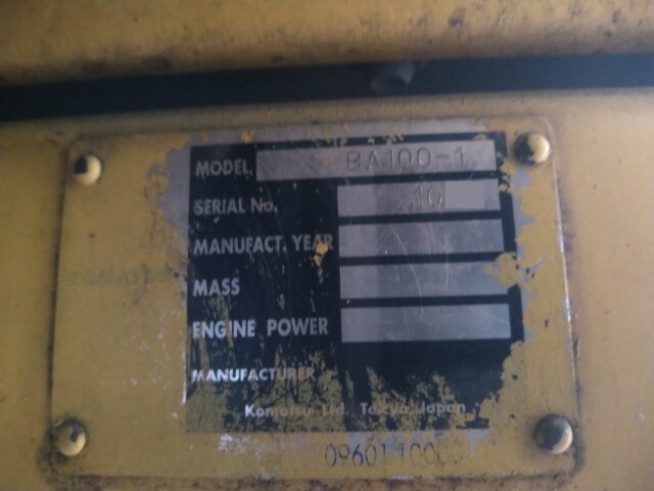 MODEL BA100-1
SERIAL No. 10
MANUFACT. YEAR
MASS
ENGINE POWER
MANUFACTURER
Komatsu Ltd. Tokyo, Japan